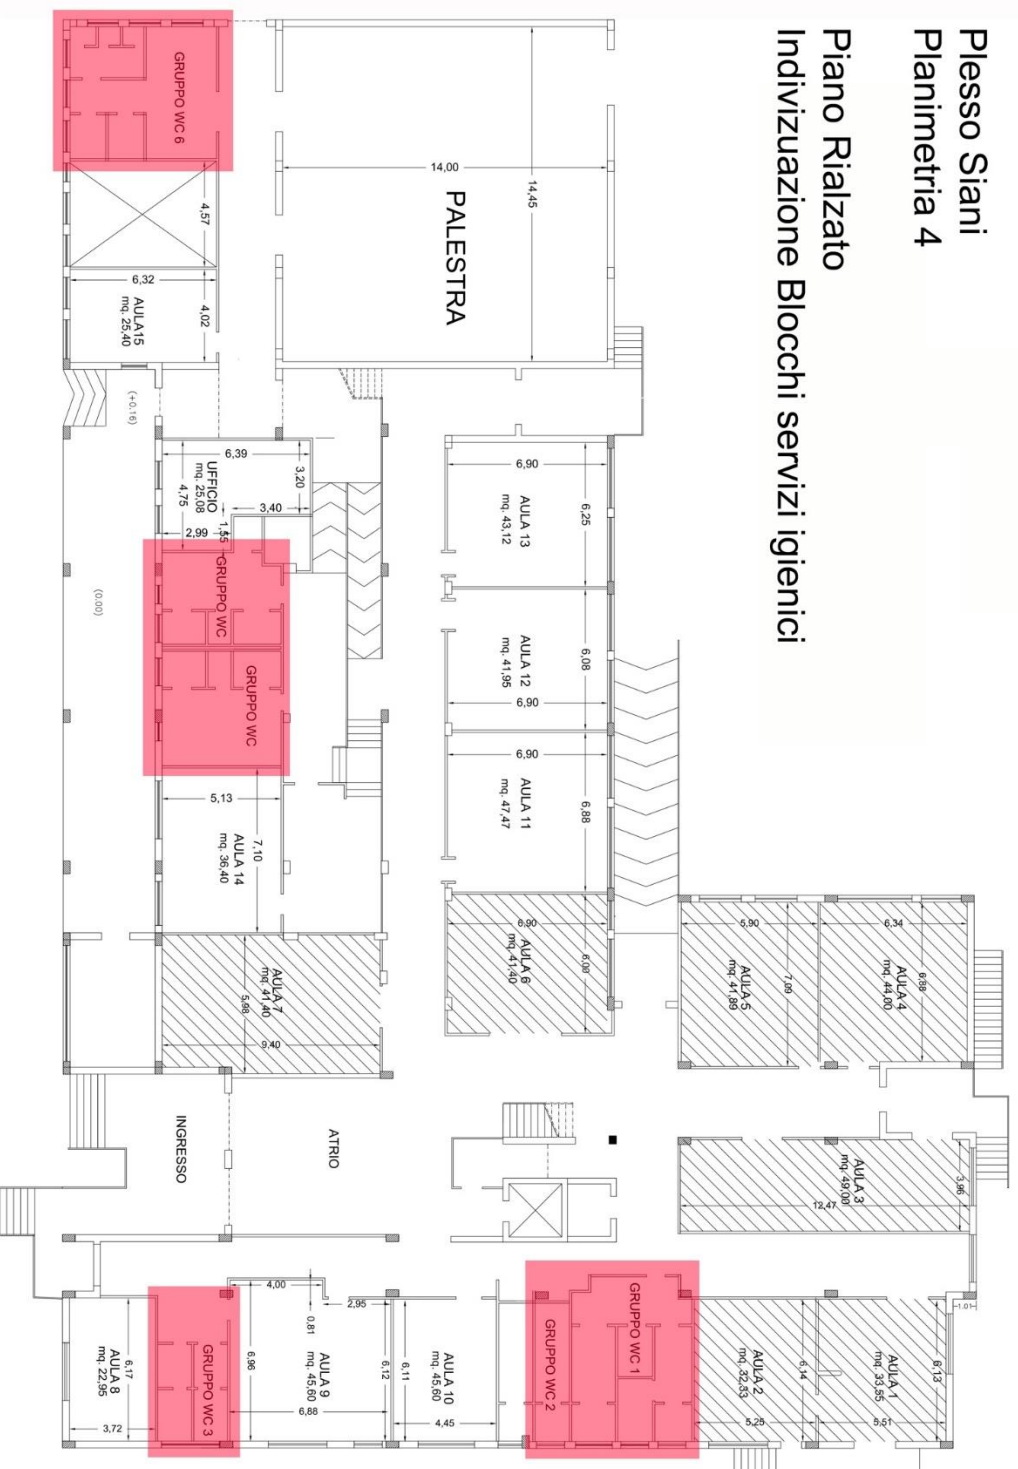 Plesso Siani
Planimetria 4
Piano Rialzato
Indivizuazione Blocchi servizi igienici
PALESTRA
14,00
14,45
GRUPPO WC 6
4,57
6,32
4,02
AULA15
mq. 25,40
(+0.16)
(0.00)
6,39
3,20
UFFICIO
mq. 25,08
4,75
3,40
1,55
2,99
GRUPPO WC
GRUPPO WC
5,13
7,10
AULA 14
mq. 36,40
6,90
6,25
AULA 13
mq. 43,12
6,08
AULA 12
mq. 41,95
6,90
6,90
6,88
AULA 11
mq. 47,47
6,90
6,00
AULA 6
mq. 41,40
AULA 7
mq. 41,40
5,98
9,40
5,90
7,09
AULA 5
mq. 41,89
6,34
6,88
AULA 4
mq. 44,00
AULA 3
mq. 49,00
3,96
12,47
INGRESSO
ATRIO
1.01
AULA 1
mq. 33,55
6,13
5,51
AULA 2
mq. 32,33
6,14
5,25
GRUPPO WC 1
GRUPPO WC 2
AULA 10
mq. 45,60
6,11
4,45
AULA 9
mq. 45,60
4,00
2,95
0,81
6,96
6,12
6,88
GRUPPO WC 3
AULA 8
mq. 22,95
6,17
3,72